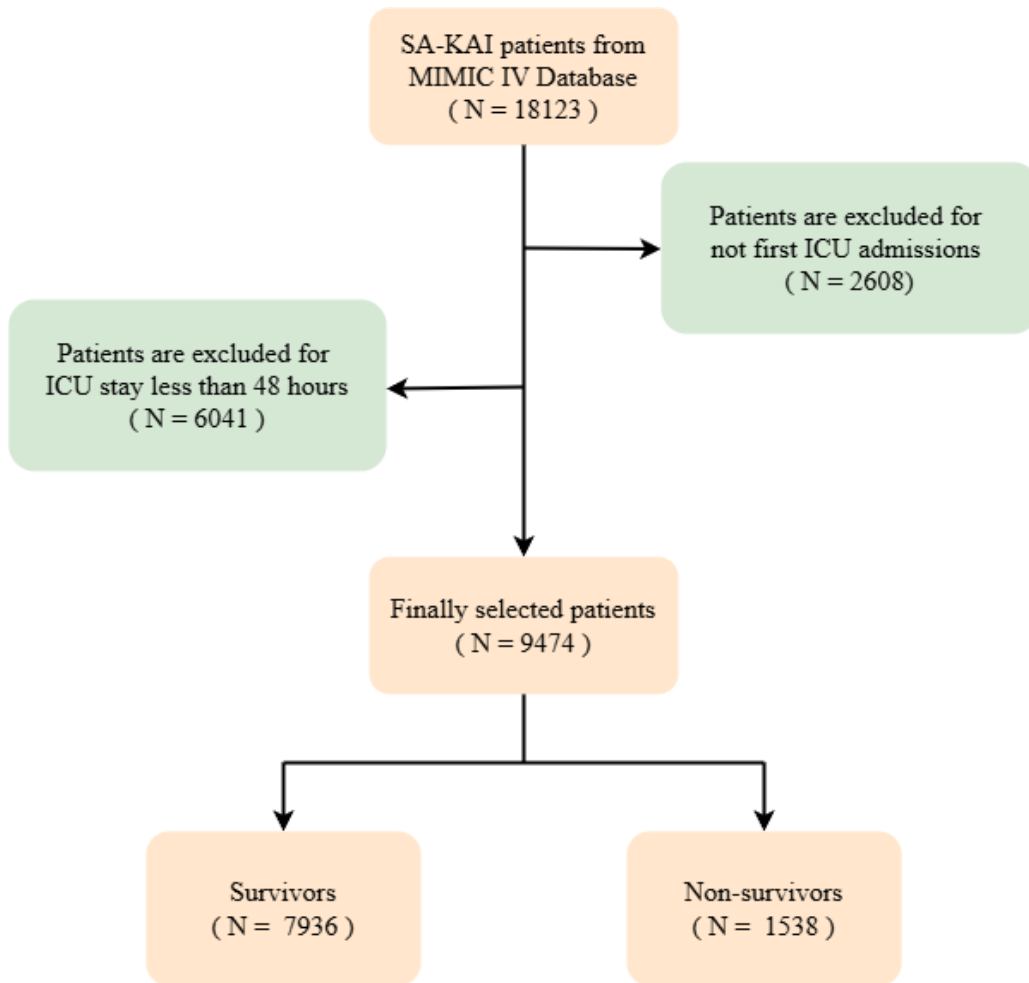 SA-KAI patients from
MIMIC IV Database
( N = 18123 )
Patients are excluded for
not first ICU admissions
( N = 2608)
Patients are excluded for
ICU stay less than 48 hours
( N = 6041 )
Finally selected patients
( N = 9474 )
Survivors
( N =  7936 )
Non-survivors
( N =  1538 )